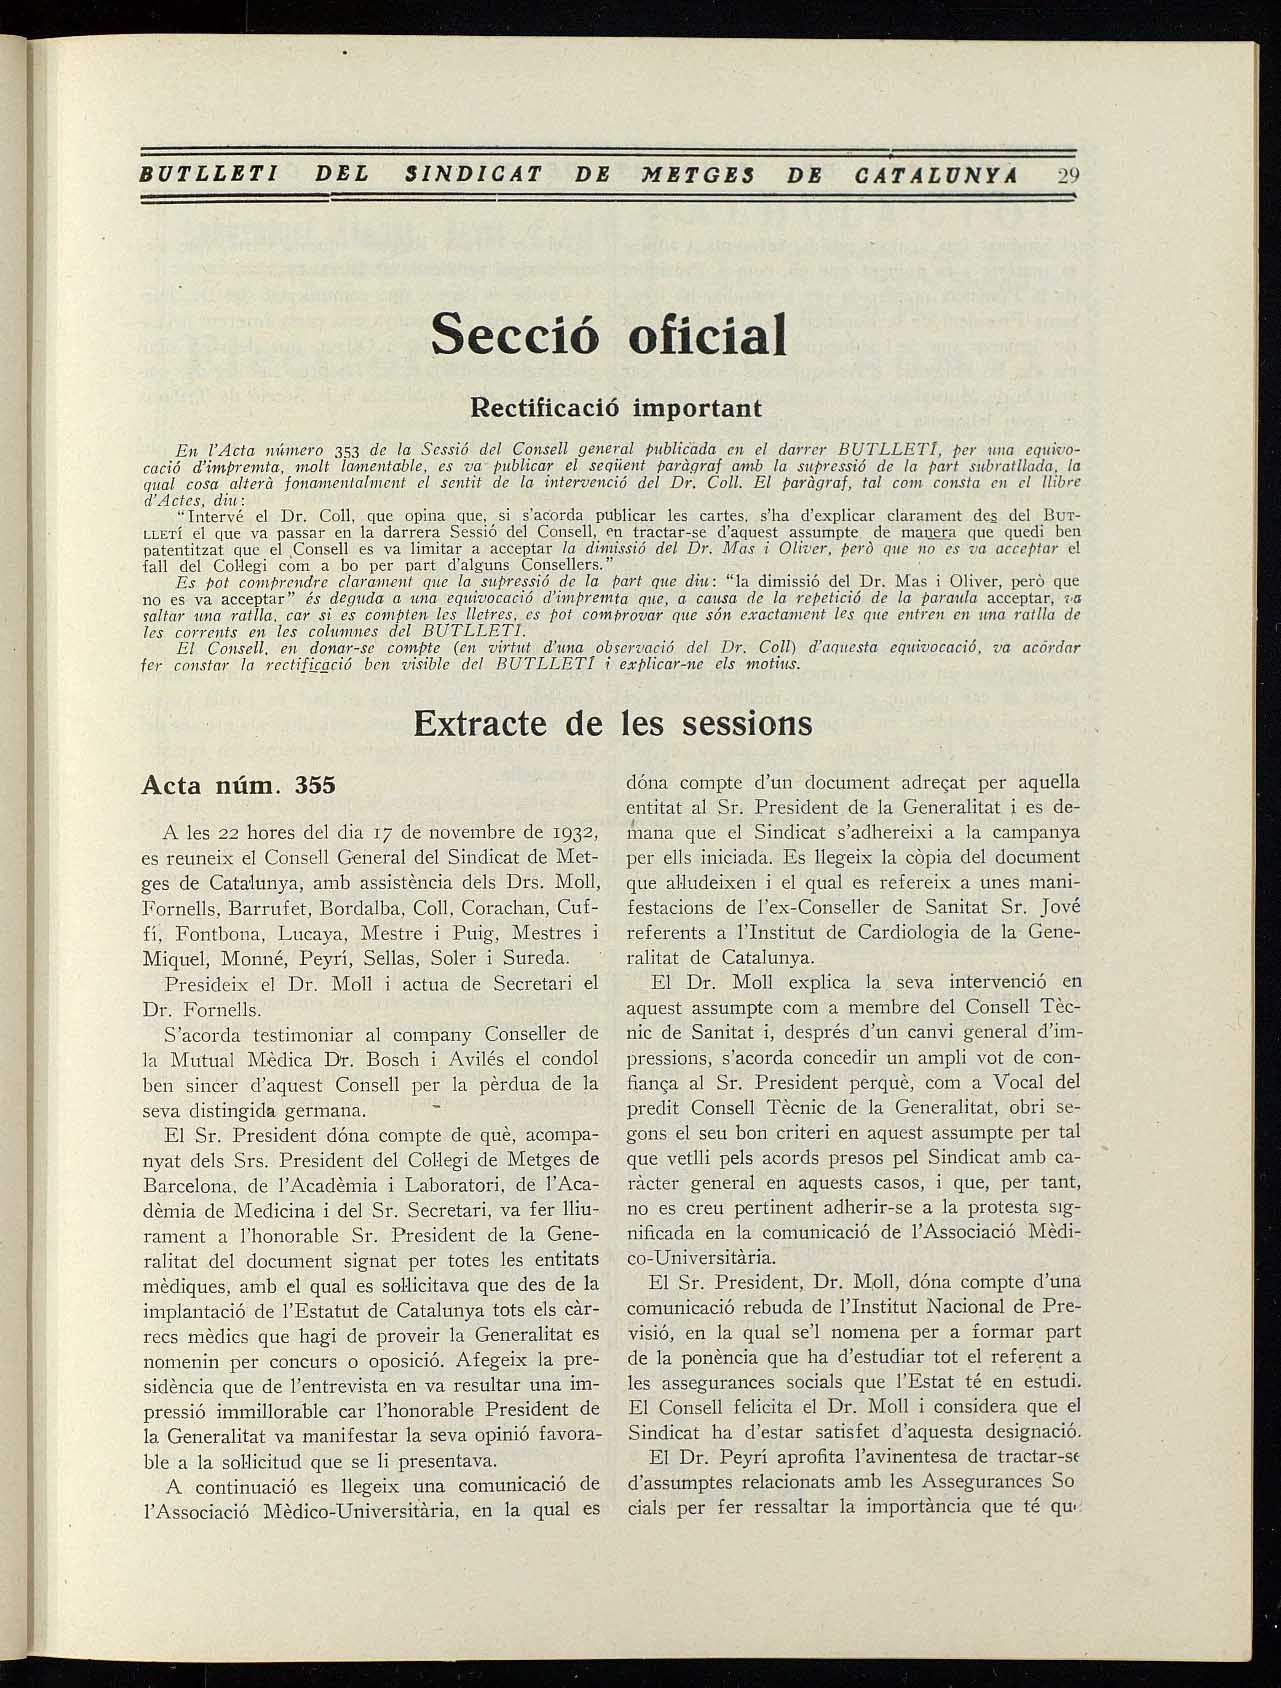 BUTLLETI DEL SINDICAT DE METGES DE CATALUNYA 29
Secció oficial
Rectificació important
En l'Acta número 353 de la Sessió del Consell general publicada en el darrer BUTLLETÍ, per una equivo-
cació d'impremta, molt lamentable, es va publicar el següent paràgraf amb la supressió de la part subratllada, la
qual cosa alterà fonamentalment el sentit de la intervenció del Dr. Coll. El paràgraf, tal com consta en el llibre
d'Actes, diu:
"Intervé el Dr. Coll, que opina que, si s'acorda publicar les cartes, s'ha d'explicar clarament des del BUT-
LLETÍ el que va passar en la darrera Sessió del Consell, en tractar-se d'aquest assumpte de manera que quedi ben
patentitzat que el Consell es va limitar a acceptar la dimissió del Dr. Mas i Oliver, però que no es va acceptar el
fall del Col·legi com a bo per part d'alguns Consellers."
Es pot comprendre clarament que la supressió de la part que diu: "la dimissió del Dr. Mas i Oliver, però que
no es va acceptar" és deguda a una equivocació d'impremta que, a causa de la repetició de la paraula acceptar, va
saltar una ratlla, car si es compten les lletres, es pot comprovar que són exactament les que entren en una ratlla de
les corrents en les columnes del BUTLLETÍ.
El Consell, en donar-se compte (en virtut d'una observació del Dr. Coll) d'aquesta equivocació, va acordar
fer constar la rectificació ben visible del BUTLLETÍ i explicar-ne els motius.
Extracte de les sessions
Acta núm. 355
A les 22 hores del dia 17 de novembre de 1932,
es reuneix el Consell General del Sindicat de Met-
ges de Catalunya, amb assistència dels Drs. Moll,
Fornells, Barrufet, Bordalba, Coll, Corachan, Cuf-
fí, Fontbona, Lucaya, Mestre i Puig, Mestres i
Miquel, Monné, Peyrí, Sellas, Soler i Sureda.
Presideix el Dr. Moll i actua de Secretari el
Dr. Fornells.
S'acorda testimoniar al company Conseller de
la Mutual Mèdica Dr. Bosch i Avilés el condol
ben sincer d'aquest Consell per la pèrdua de la
seva distingida germana.
El Sr. President dóna compte de què, acompa-
nyat dels Srs. President del Col·legi de Metges de
Barcelona, de l'Acadèmia i Laboratori, de l'Aca-
dèmia de Medicina i del Sr. Secretari, va fer lliu-
rament a l'honorable Sr. President de la Gene-
ralitat del document signat per totes les entitats
mèdiques, amb el qual es sol·licitava que des de la
implantació de l'Estatut de Catalunya tots els càr-
recs mèdics que hagi de proveir la Generalitat es
nomenin per concurs o oposició. Afegeix la pre-
sidència que de l'entrevista en va resultar una im-
pressió immillorable car l'honorable President de
la Generalitat va manifestar la seva opinió favora-
ble a la sol·licitud que se li presentava.
A continuació es llegeix una comunicació de
l'Associació Mèdico-Universitària, en la qual es
dóna compte d'un document adreçat per aquella
entitat al Sr. President de la Generalitat i es de-
mana que el Sindicat s'adhereixi a la campanya
per ells iniciada. Es llegeix la còpia del document
que al·ludeixen i el qual es refereix a unes mani-
festacions de l'ex-Conseller de Sanitat Sr. Jové
referents a l'Institut de Cardiologia de la Gene-
ralitat de Catalunya.
El Dr. Moll explica la seva intervenció en
aquest assumpte com a membre del Consell Tèc-
nic de Sanitat i, després d'un canvi general d'im-
pressions, s'acorda concedir un ampli vot de con-
fiança al Sr. President perquè, com a Vocal del
predit Consell Tècnic de la Generalitat, obri se-
gons el seu bon criteri en aquest assumpte per tal
que vetlli pels acords presos pel Sindicat amb ca-
ràcter general en aquests casos, i que, per tant,
no es creu pertinent adherir-se a la protesta sig-
nificada en la comunicació de l'Associació Mèdi-
co-Universitària.
El Sr. President, Dr. Moll, dóna compte d'una
comunicació rebuda de l'Institut Nacional de Pre-
visió, en la qual se'l nomena per a formar part
de la ponència que ha d'estudiar tot el referent a
les assegurances socials que l'Estat té en estudi.
El Consell felicita el Dr. Moll i considera que el
Sindicat ha d'estar satisfet d'aquesta designació.
El Dr. Peyrí aprofita l'avinentesa de tractar-se
d'assumptes relacionats amb les Assegurances So
cials per fer ressaltar la importància que té que